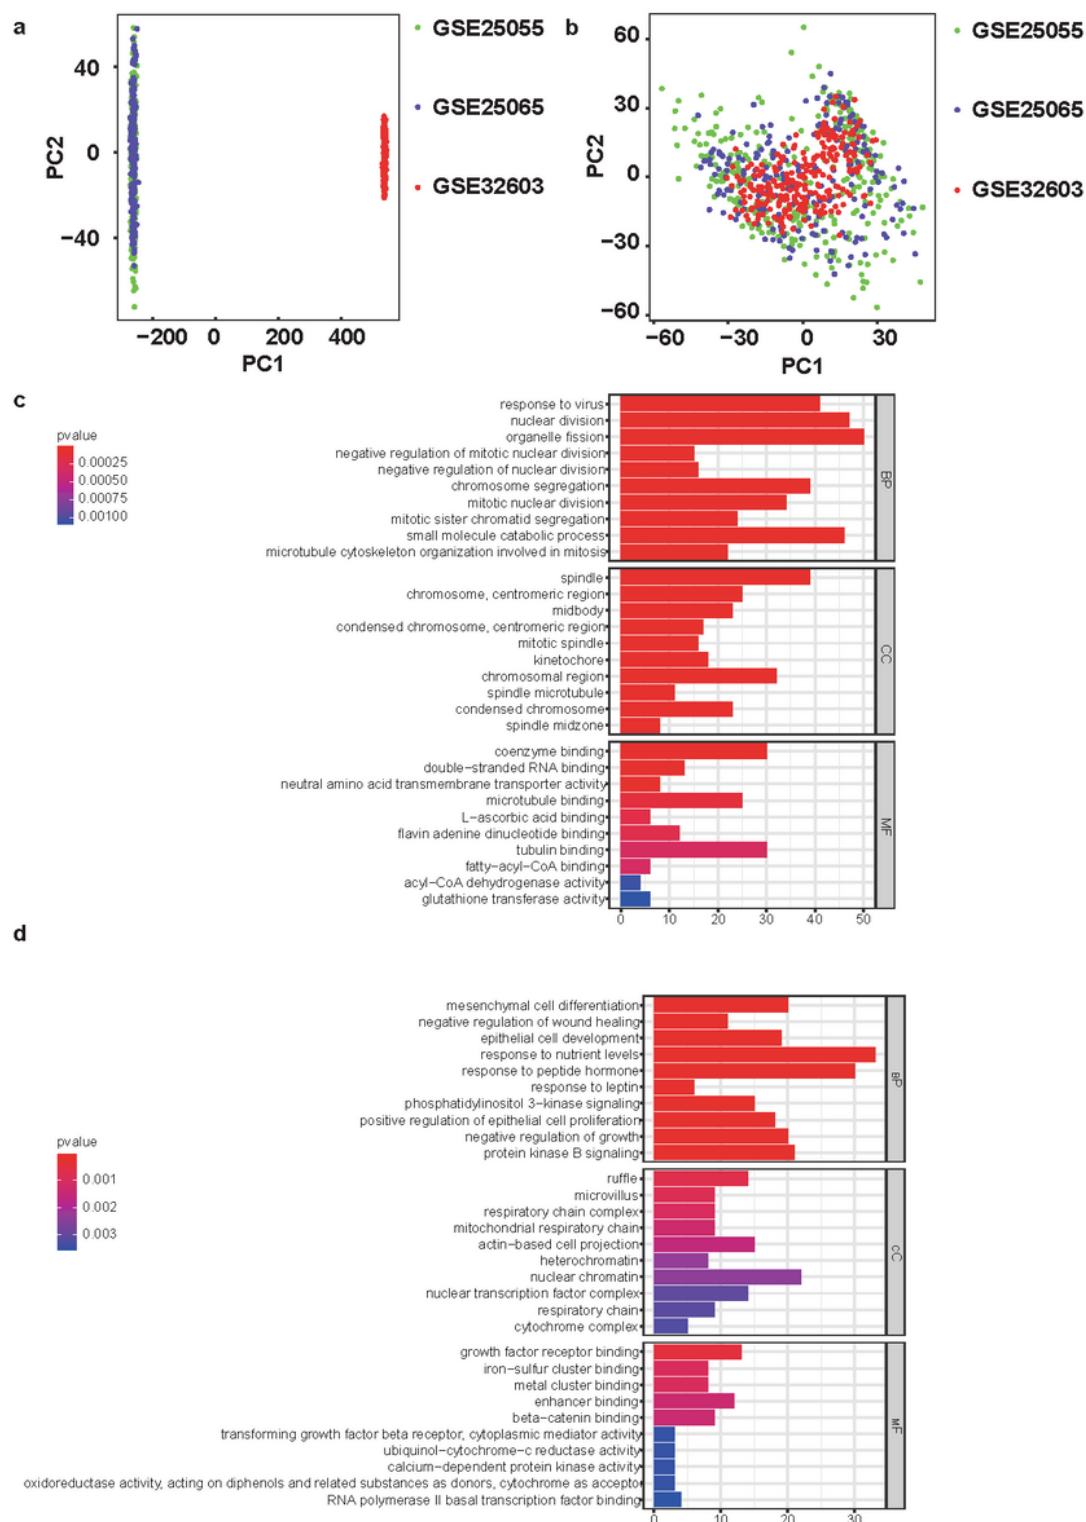 a
GSE25055
GSE25065
GSE32603
PC2
40
0
−40
−200
0
200
400
PC1
b
GSE25055
GSE25065
GSE32603
PC2
60
30
0
−30
−60
−60
−30
0
30
PC1
c
pvalue
0.00025
0.00050
0.00075
0.00100
response to virus
nuclear division
organelle fission
negative regulation of mitotic nuclear division
negative regulation of nuclear division
chromosome segregation
mitotic nuclear division
mitotic sister chromatid segregation
small molecule catabolic process
microtubule cytoskeleton organization involved in mitosis
BP
spindle
chromosome, centromeric region
midbody
condensed chromosome, centromeric region
mitotic spindle
kinetochore
chromosomal region
spindle microtubule
condensed chromosome
spindle midzone
CC
coenzyme binding
double−stranded RNA binding
neutral amino acid transmembrane transporter activity
microtubule binding
L−ascorbic acid binding
flavin adenine dinucleotide binding
tubulin binding
fatty−acyl−CoA binding
acyl−CoA dehydrogenase activity
glutathione transferase activity
MF
0 10 20 30 40 50
d
pvalue
0.001
0.002
0.003
mesenchymal cell differentiation
negative regulation of wound healing
epithelial cell development
response to nutrient levels
response to peptide hormone
response to leptin
phosphatidylinositol 3−kinase signaling
positive regulation of epithelial cell proliferation
negative regulation of growth
protein kinase B signaling
BP
ruffle
microvillus
respiratory chain complex
mitochondrial respiratory chain
actin−based cell projection
heterochromatin
nuclear chromatin
nuclear transcription factor complex
respiratory chain
cytochrome complex
CC
growth factor receptor binding
iron−sulfur cluster binding
metal cluster binding
enhancer binding
beta−catenin binding
transforming growth factor beta receptor, cytoplasmic mediator activity
ubiquinol−cytochrome−c reductase activity
calcium−dependent protein kinase activity
oxidoreductase activity, acting on diphenols and related substances as donors, cytochrome as accepto
RNA polymerase II basal transcription factor binding
MF
0 10 20 30